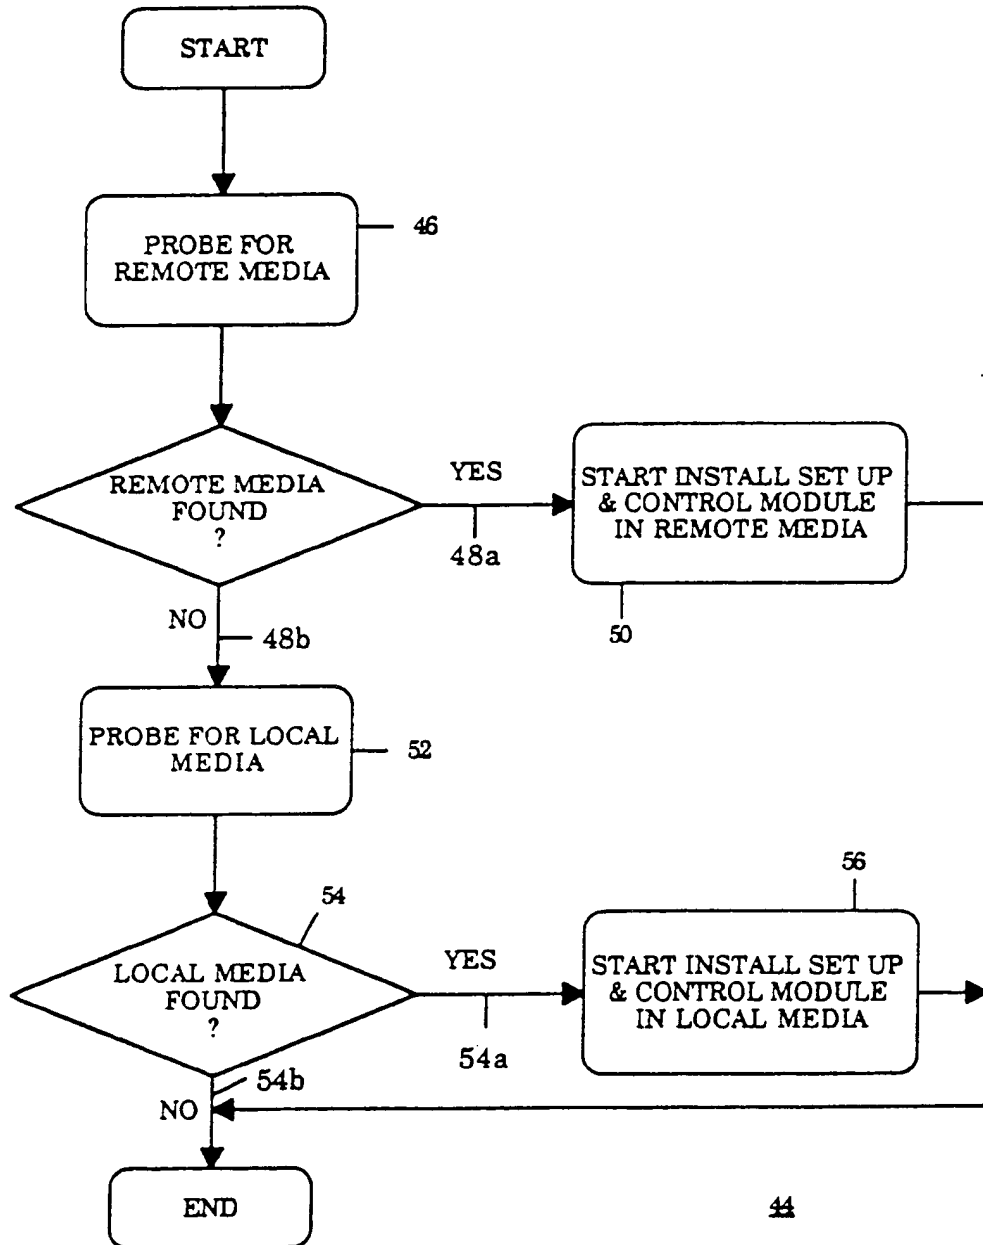 START
PROBE FOR
REMOTE MEDIA
46
REMOTE MEDIA
FOUND
?
YES
48a
START INSTALL SET UP
& CONTROL MODULE
IN REMOTE MEDIA
50
NO
48b
PROBE FOR LOCAL
MEDIA
52
54
LOCAL MEDIA
FOUND
?
YES
54a
56
START INSTALL SET UP
& CONTROL MODULE
IN LOCAL MEDIA
54b
NO
END
44